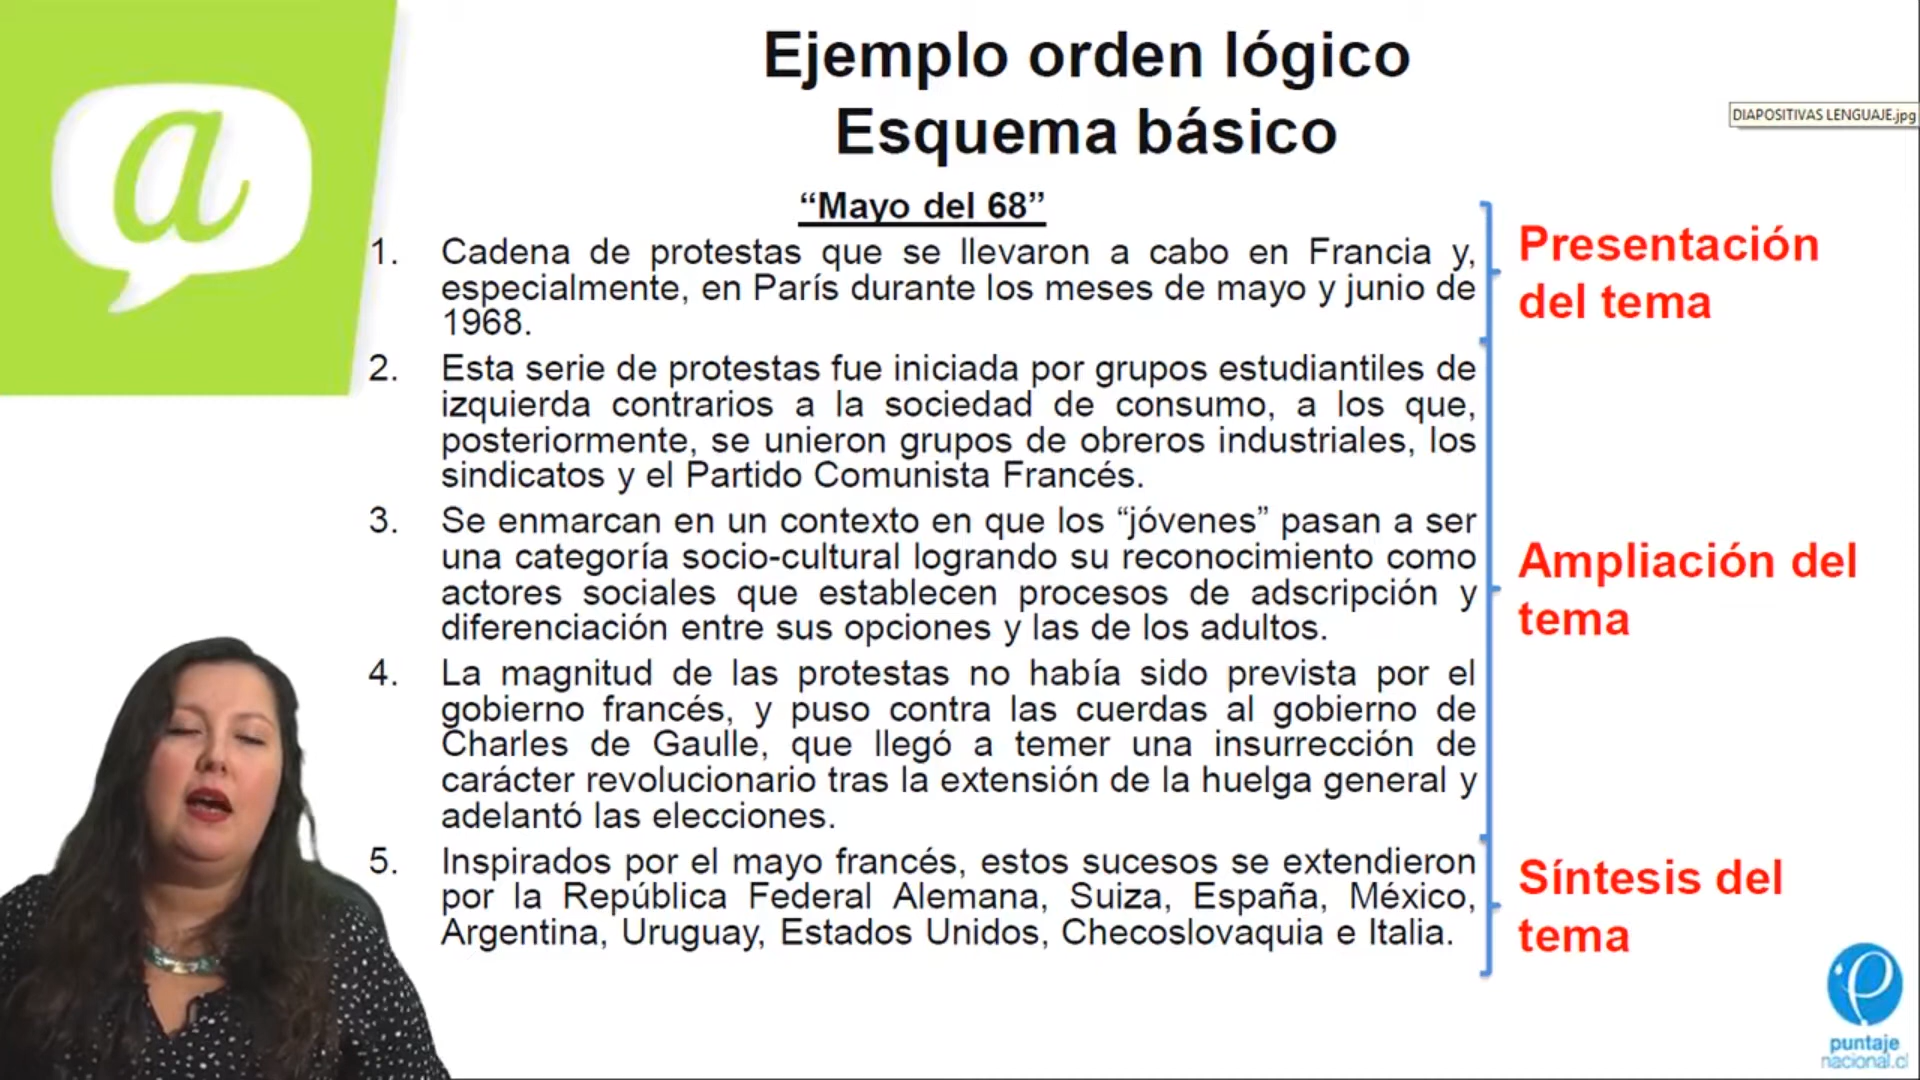 Ejemplo orden lógico
Esquema básico
DIAPOSITIVAS LENGUAJE.jpg
“Mayo del 68”
1. Cadena de protestas que se llevaron a cabo en Francia y,
especialmente, en París durante los meses de mayo y junio de
1968.
2. Esta serie de protestas fue iniciada por grupos estudiantiles de
izquierda contrarios a la sociedad de consumo, a los que,
posteriormente, se unieron grupos de obreros industriales, los
sindicatos y el Partido Comunista Francés.
3. Se enmarcan en un contexto en que los “jóvenes” pasan a ser
una categoría socio-cultural logrando su reconocimiento como
actores sociales que establecen procesos de adscripción y
diferenciación entre sus opciones y las de los adultos.
4. La magnitud de las protestas no había sido prevista por el
gobierno francés, y puso contra las cuerdas al gobierno de
Charles de Gaulle, que llegó a temer una insurrección de
carácter revolucionario tras la extensión de la huelga general y
adelantó las elecciones.
5. Inspirados por el mayo francés, estos sucesos se extendieron
por la República Federal Alemana, Suiza, España, México,
Argentina, Uruguay, Estados Unidos, Checoslovaquia e Italia.
Presentación
del tema
Ampliación del
tema
Síntesis del
tema
a
puntaje
nacional.cl